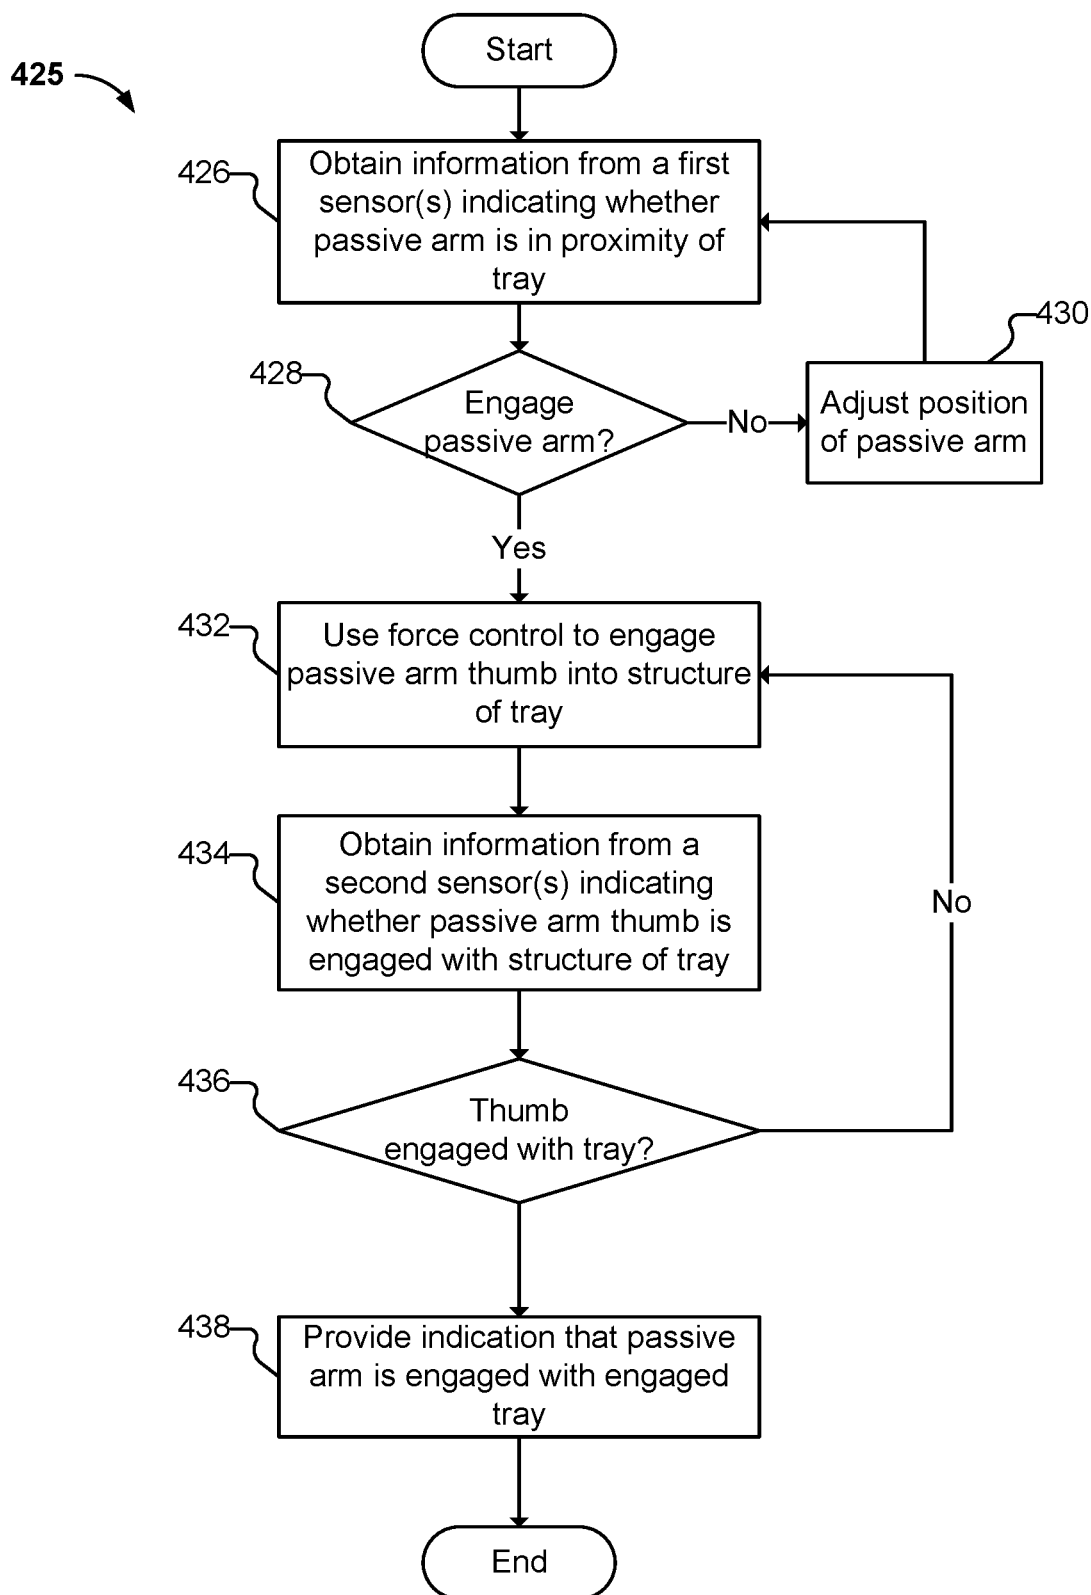 Start
425
426
Obtain information from a first
sensor(s) indicating whether
passive arm is in proximity of
tray
430
428
Engage
passive arm?
No
Adjust position
of passive arm
Yes
432
Use force control to engage
passive arm thumb into structure
of tray
434
Obtain information from a
second sensor(s) indicating
whether passive arm thumb is
engaged with structure of tray
No
436
Thumb
engaged with tray?
438
Provide indication that passive
arm is engaged with engaged
tray
End